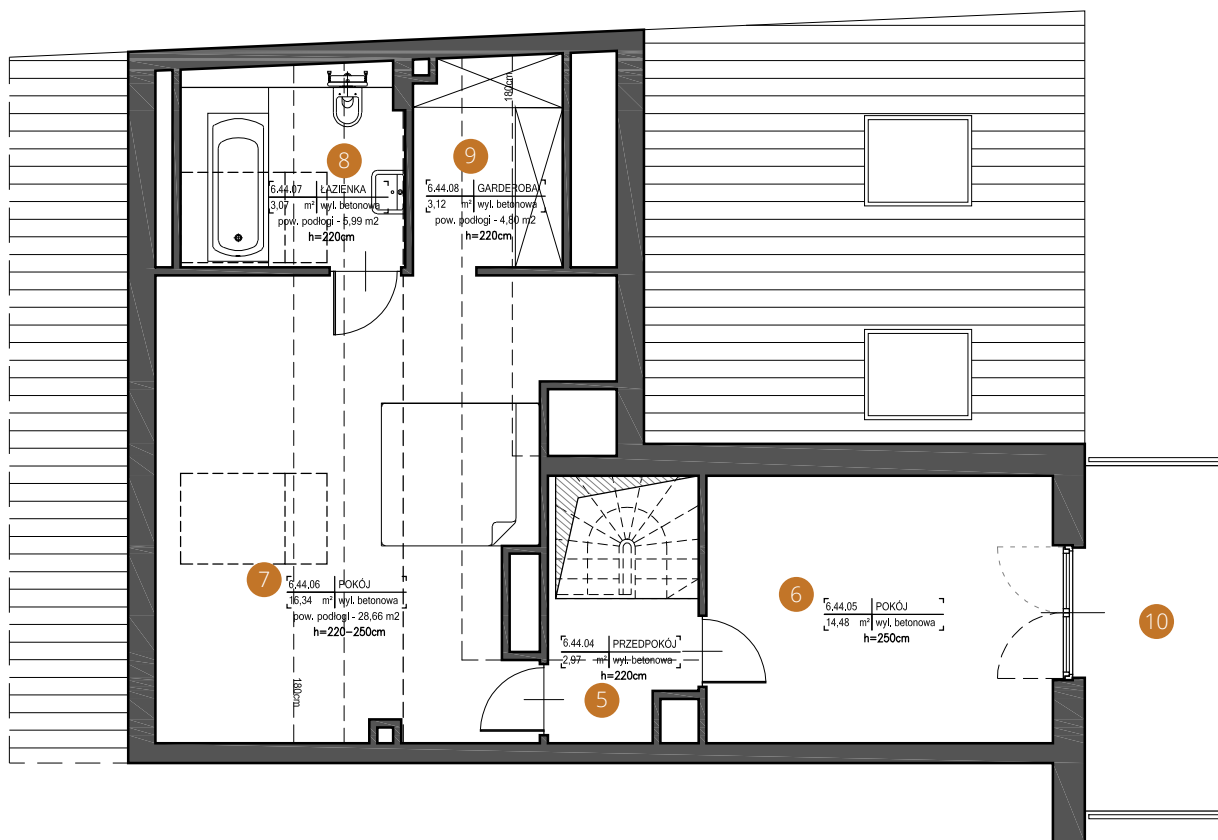 180cm
8
6.44.07 ŁAZIENKA
3,07 m² wyl. betonowa
pow. podłogi - 5,99 m2
h=220cm
9
6.44.08 GARDEROBA
3,12 m² wyl. betonowa
pow. podłogi - 4,80 m2
h=220cm
7
6.44.06 POKÓJ
16,34 m² wyl. betonowa
pow. podłogi - 28,66 m2
h=220-250cm
180cm
6
6.44.05 POKÓJ
14,48 m² wyl. betonowa
h=250cm
10
6.44.04 PRZEDPOKÓJ
2,97 m² wyl. betonowa
h=220cm
5